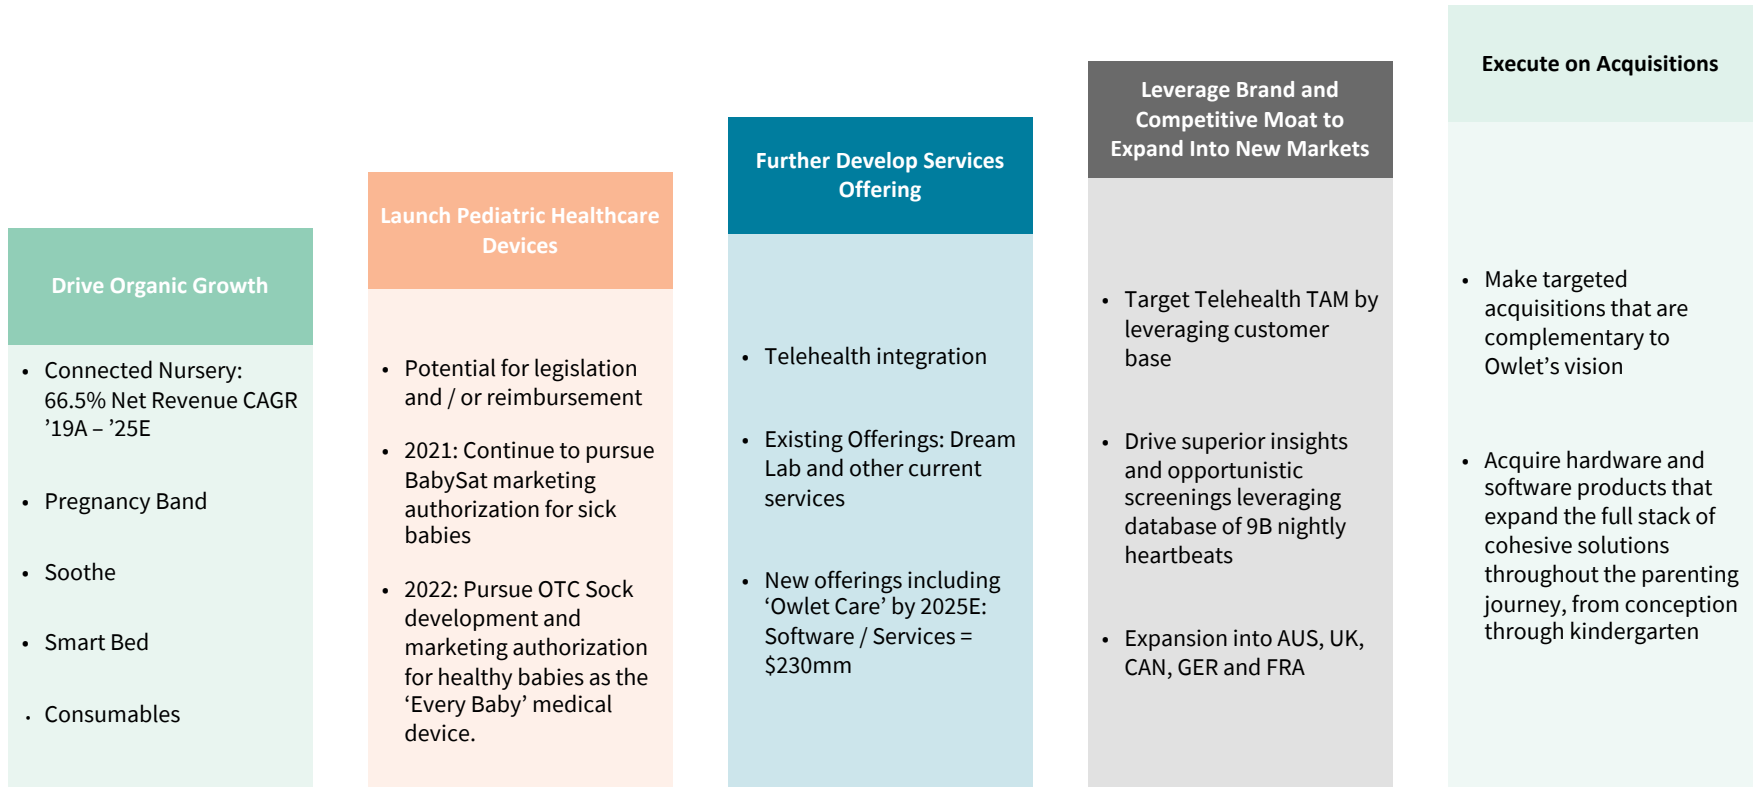 Drive Organic Growth
• Connected Nursery:
66.5% Net Revenue CAGR
’19A – ’25E
• Pregnancy Band
• Soothe
• Smart Bed
• Consumables
Launch Pediatric Healthcare
Devices
• Potential for legislation
and / or reimbursement
• 2021: Continue to pursue
BabySat marketing
authorization for sick
babies
• 2022: Pursue OTC Sock
development and
marketing authorization
for healthy babies as the
‘Every Baby’ medical
device.
Further Develop Services
Offering
• Telehealth integration
• Existing Offerings: Dream
Lab and other current
services
• New offerings including
‘Owlet Care’ by 2025E:
Software / Services =
$230mm
Leverage Brand and
Competitive Moat to
Expand Into New Markets
• Target Telehealth TAM by
leveraging customer
base
• Drive superior insights
and opportunistic
screenings leveraging
database of 9B nightly
heartbeats
• Expansion into AUS, UK,
CAN, GER and FRA
Execute on Acquisitions
• Make targeted
acquisitions that are
complementary to
Owlet’s vision
• Acquire hardware and
software products that
expand the full stack of
cohesive solutions
throughout the parenting
journey, from conception
through kindergarten